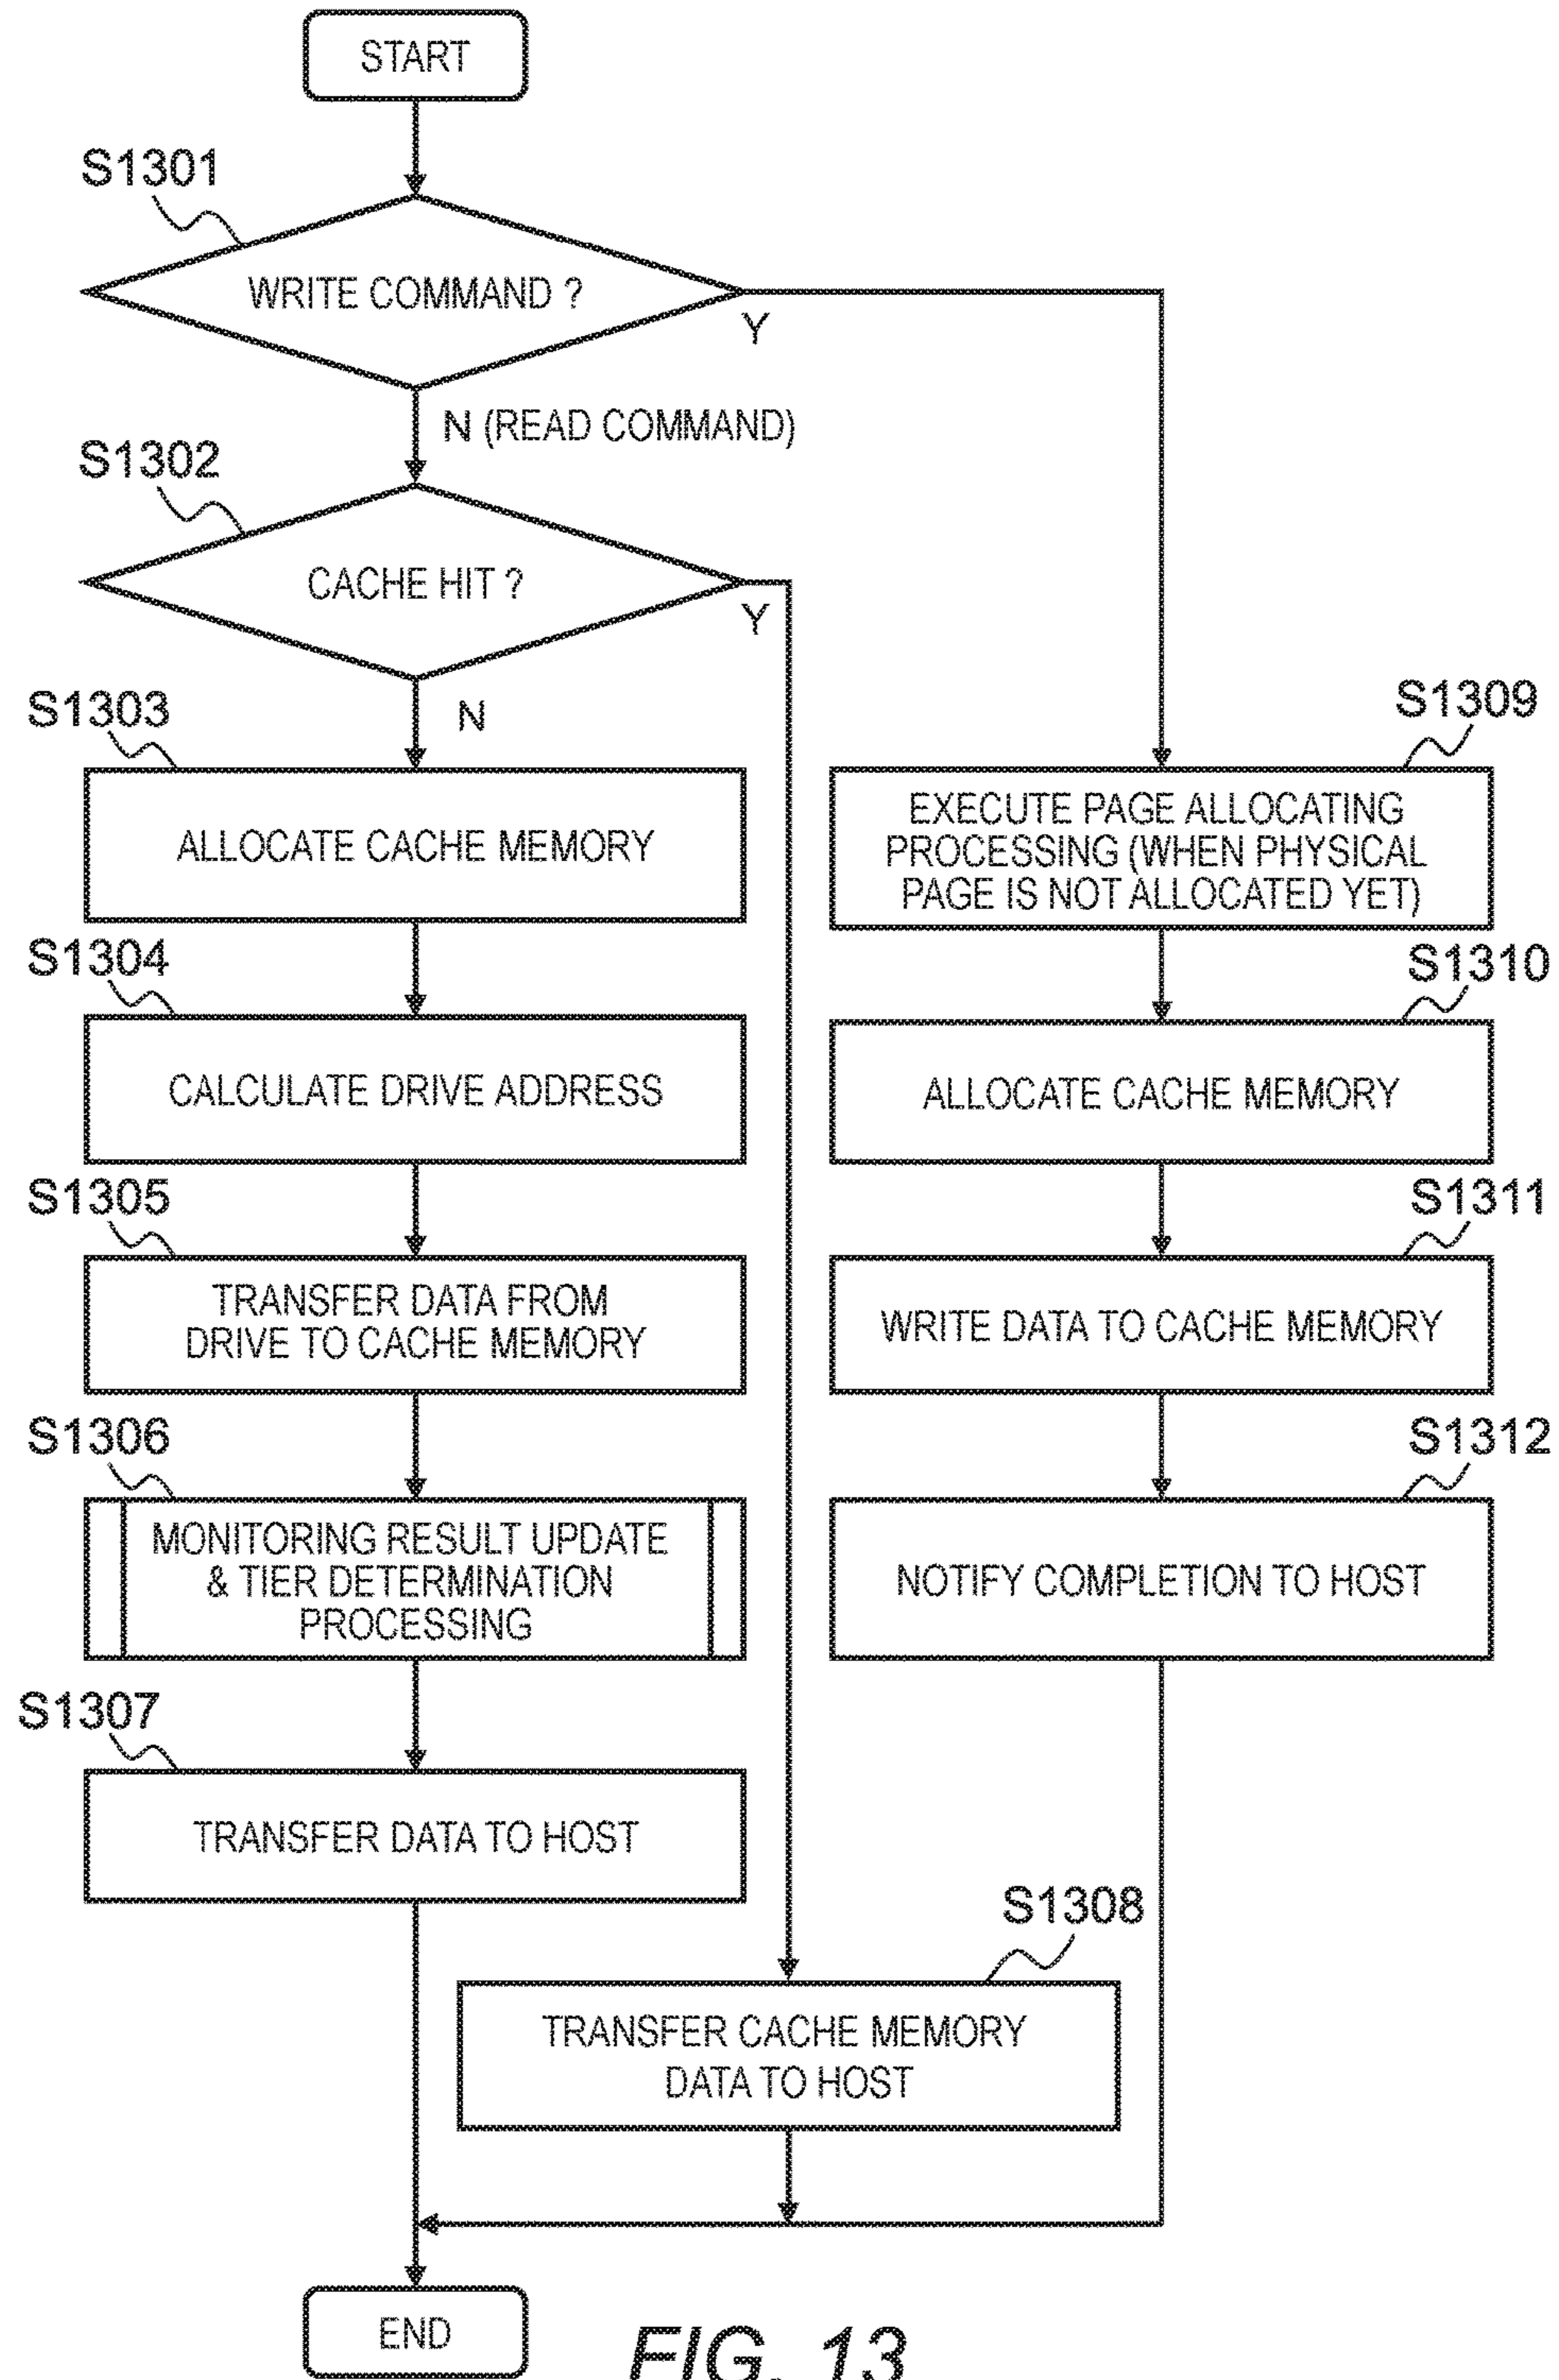 START
S1301
WRITE COMMAND ?
Y
N (READ COMMAND)
S1302
CACHE HIT ?
Y
N
S1303
ALLOCATE CACHE MEMORY
S1304
CALCULATE DRIVE ADDRESS
S1305
TRANSFER DATA FROM
DRIVE TO CACHE MEMORY
S1306
MONITORING RESULT UPDATE
& TIER DETERMINATION
PROCESSING
S1307
TRANSFER DATA TO HOST
S1308
TRANSFER CACHE MEMORY
DATA TO HOST
S1309
EXECUTE PAGE ALLOCATING
PROCESSING (WHEN PHYSICAL
PAGE IS NOT ALLOCATED YET)
S1310
ALLOCATE CACHE MEMORY
S1311
WRITE DATA TO CACHE MEMORY
S1312
NOTIFY COMPLETION TO HOST
END
FIG. 13